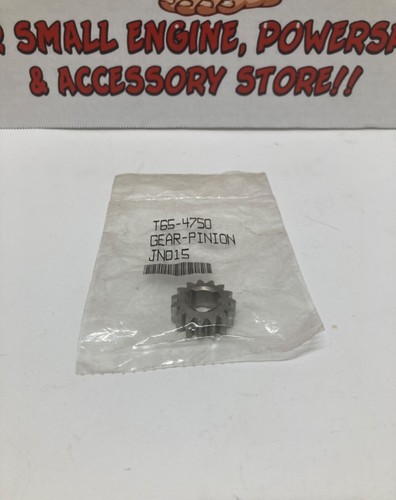 SMALL ENGINE, POWERSP
& ACCESSORY STORE!!
T65-4750
GEAR-PINION
JN015